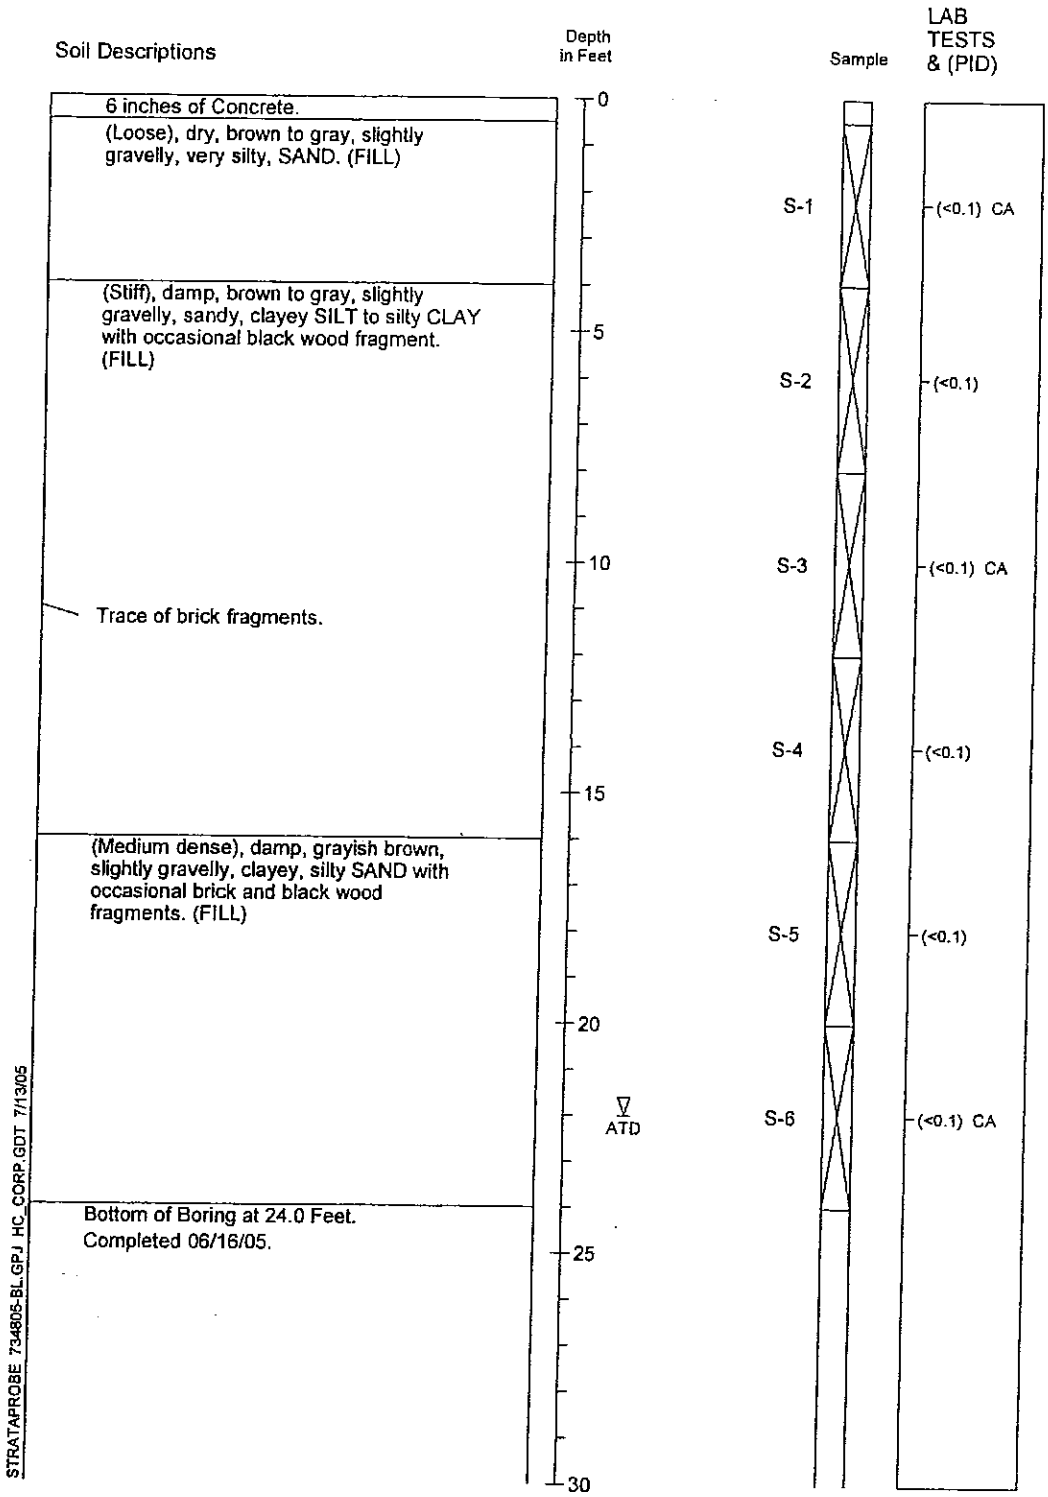 Soil Descriptions
Depth
in Feet
Sample
LAB
TESTS
& (PID)
0
6 inches of Concrete.
(Loose), dry, brown to gray, slightly
gravelly, very silty, SAND. (FILL)
S-1
(<0.1) CA
(Stiff), damp, brown to gray, slightly
gravelly, sandy, clayey SILT to silty CLAY
with occasional black wood fragment.
(FILL)
5
S-2
(<0.1)
10
S-3
(<0.1) CA
Trace of brick fragments.
S-4
(<0.1)
15
(Medium dense), damp, grayish brown,
slightly gravelly, clayey, silty SAND with
occasional brick and black wood
fragments. (FILL)
S-5
(<0.1)
20
ATD
S-6
(<0.1) CA
Bottom of Boring at 24.0 Feet.
Completed 06/16/05.
25
30
STRATAPROBE 734805-BL.GPJ HC_CORP.GDT 7/13/05